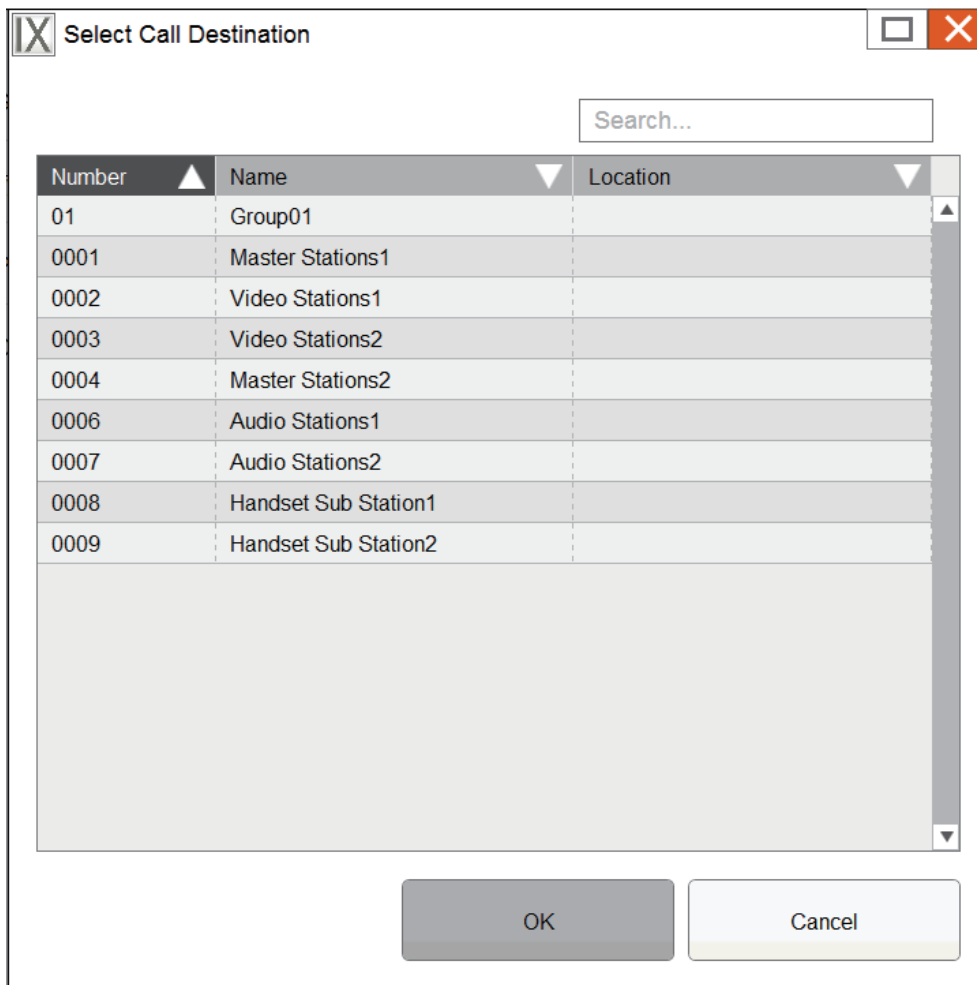 IX Select Call Destination
Search...
Number Name Location
01 Group01
0001 Master Stations1
0002 Video Stations1
0003 Video Stations2
0004 Master Stations2
0006 Audio Stations1
0007 Audio Stations2
0008 Handset Sub Station1
0009 Handset Sub Station2
OK Cancel